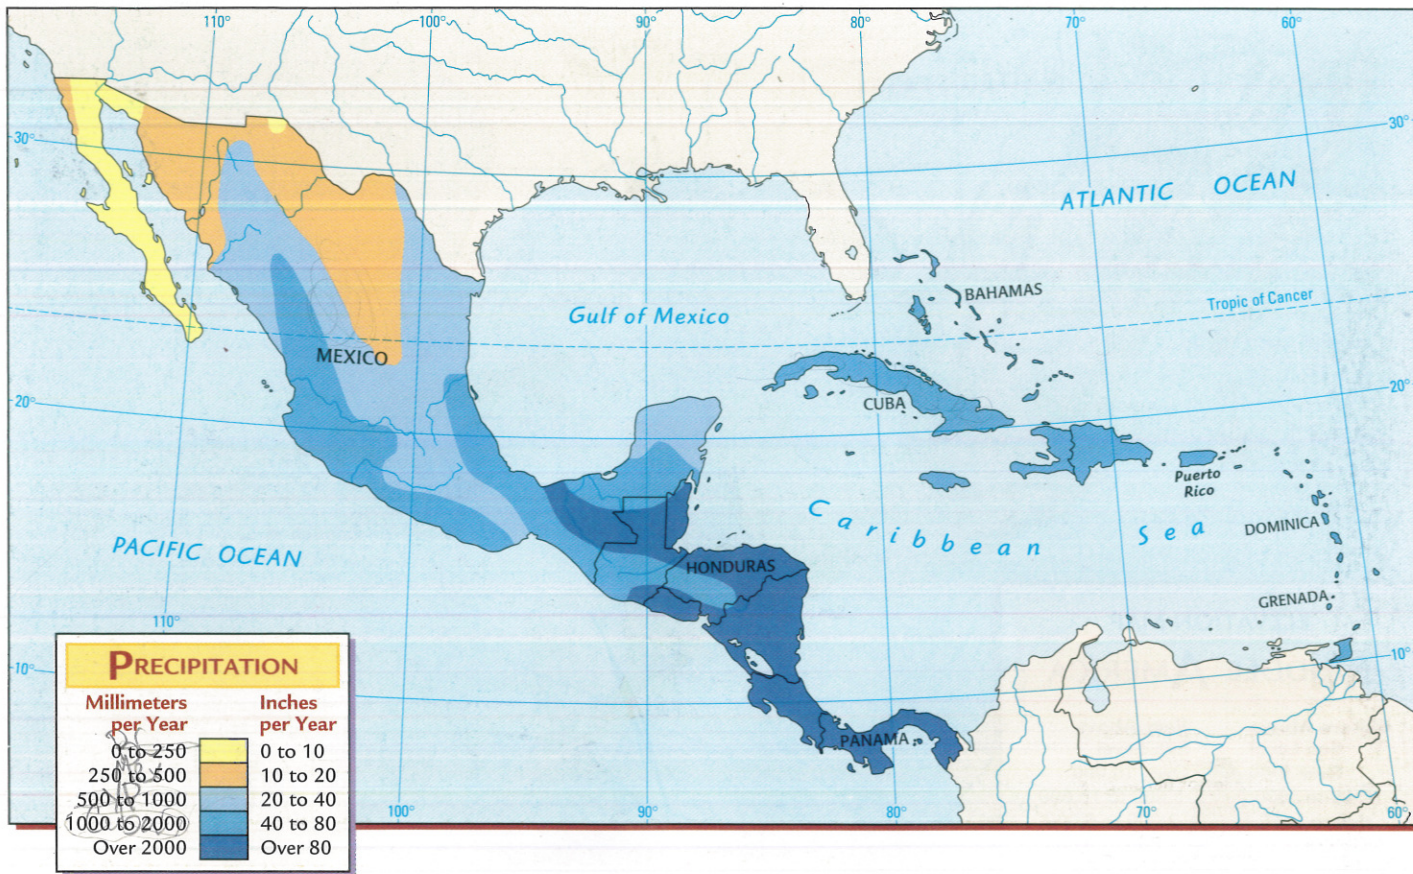 110°
100°
90°
80°
70°
60°
30°
30°
ATLANTIC OCEAN
BAHAMAS
Gulf of Mexico
Tropic of Cancer
MEXICO
20°
20°
CUBA
Puerto
Rico
Caribbean Sea
DOMINICA
PACIFIC OCEAN
HONDURAS
GRENADA
110°
10°
10°
PANAMA
100°
90°
80°
70°
60°
PRECIPITATION
Millimeters
per Year
Inches
per Year
0 to 250
0 to 10
250 to 500
10 to 20
500 to 1000
20 to 40
1000 to 2000
40 to 80
Over 2000
Over 80